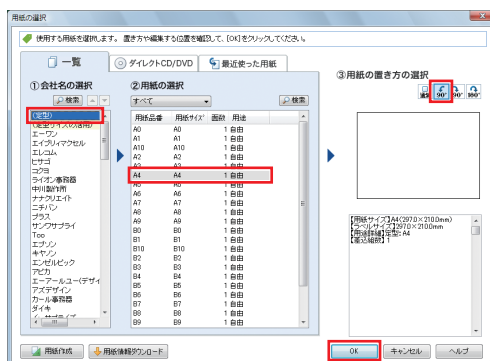 用紙の選択
使用する用紙を選択します。 置き方や編集する位置を確認して、[OK]をクリックしてください。
一覧
ダイレクトCD/DVD
最近使った用紙
①会社名の選択
検索
(定型)
エーワン
エイブリィマクセル
エレコム
ヒサゴ
コクヨ
ライオン事務器
中川製作所
ナナクリエイト
ニチバン
プラス
サンワサプライ
Too
エプソン
キヤノン
エンゼルピック
アピカ
エーアールユー(デザイ
アズデザイン
カール事務器
ダイキ
②用紙の選択
すべて
検索
用紙品番 用紙サイズ 面数 用途
A0 A0 1 自由
A1 A1 1 自由
A10 A10 1 自由
A2 A2 1 自由
A3 A3 1 自由
A4 A4 1 自由
A5 A5 1 自由
A6 A6 1 自由
A7 A7 1 自由
A8 A8 1 自由
A9 A9 1 自由
B0 B0 1 自由
B1 B1 1 自由
B10 B10 1 自由
B2 B2 1 自由
B3 B3 1 自由
B4 B4 1 自由
B5 B5 1 自由
B6 B6 1 自由
B7 B7 1 自由
B8 B8 1 自由
B9 B9 1 自由
③用紙の置き方の選択
通常 90° 90° 180°
【用紙サイズ】A4(297.0×210.0mm)
【ラベルサイズ】297.0×210.0mm
【用途詳細】定型: A4
【差込組数】1
用紙作成
用紙情報ダウンロード
OK
キャンセル
ヘルプ